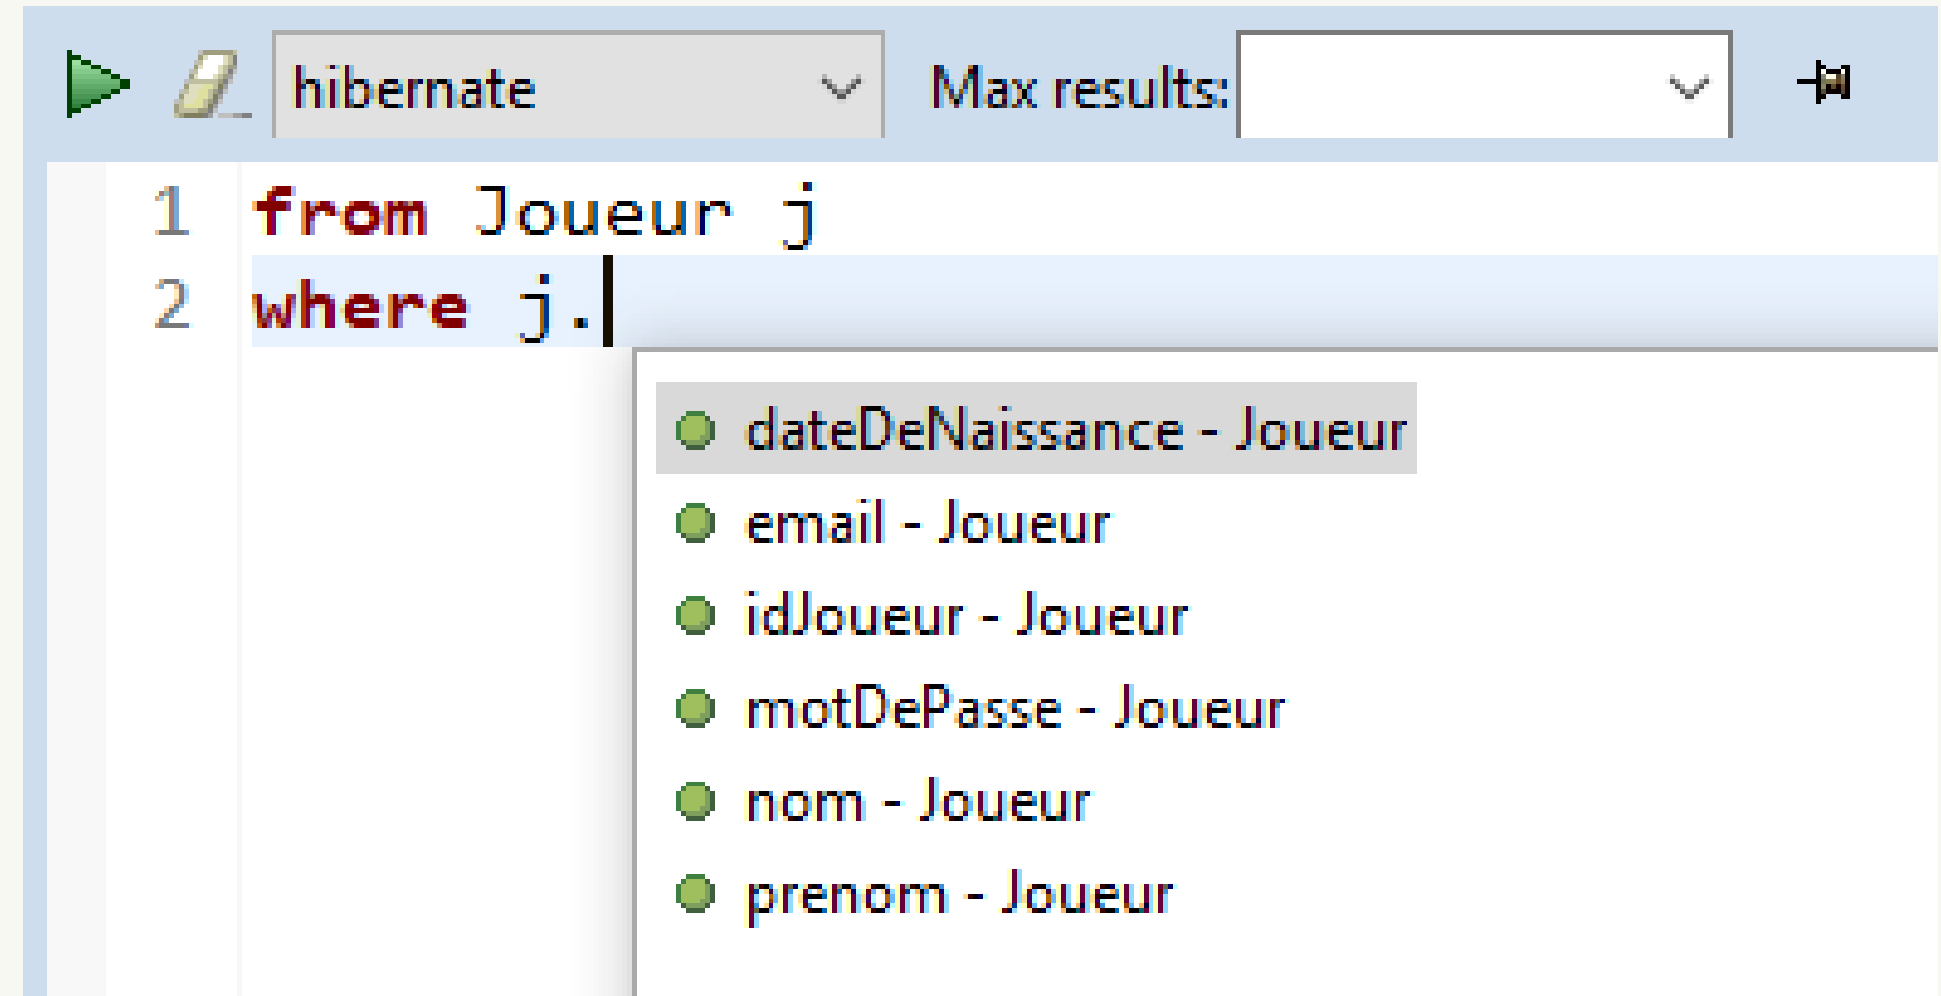 hibernate Max results:
1 from Joueur j
2 where j.
dateDeNaissance - Joueur
email - Joueur
idJoueur - Joueur
motDePasse - Joueur
nom - Joueur
prenom - Joueur